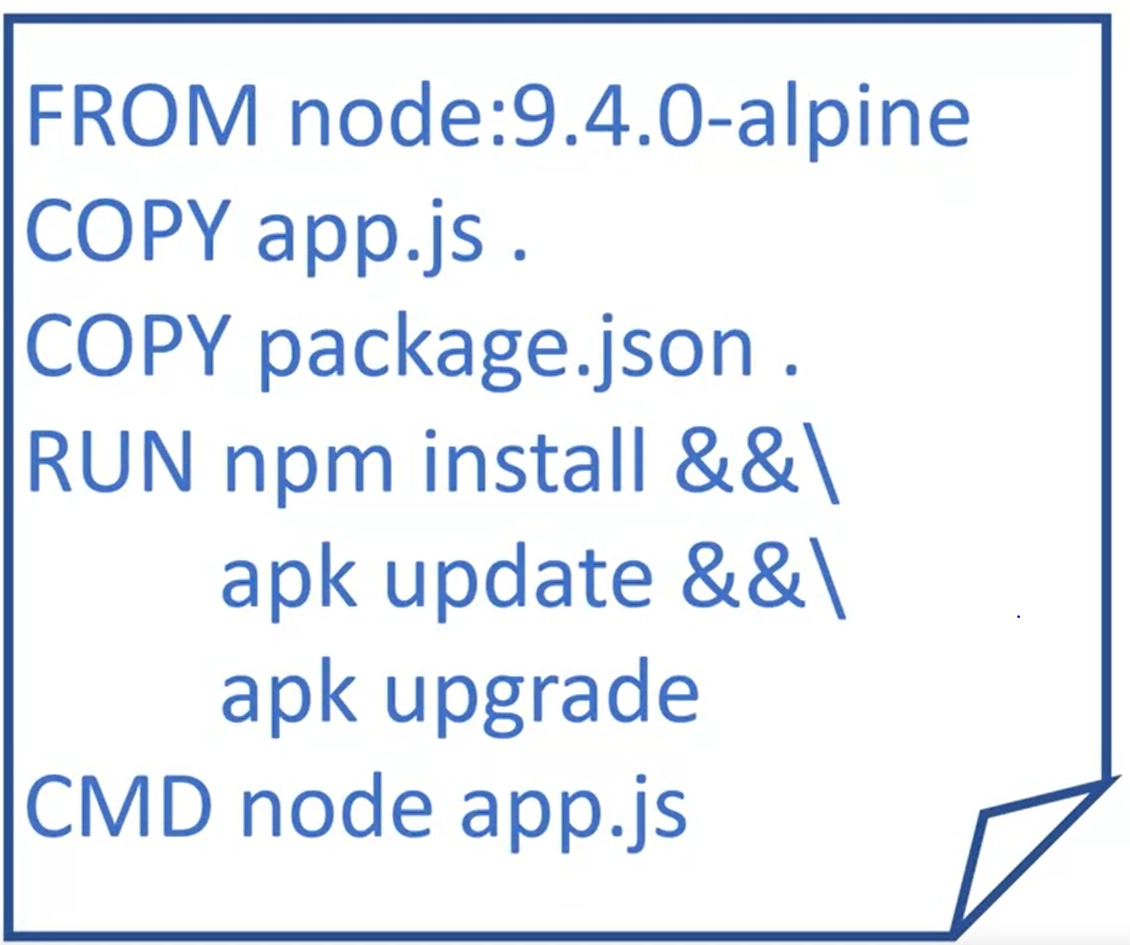 FROM node:9.4.0-alpine
COPY app.js .
COPY package.json .
RUN npm install &&\
apk update &&\
apk upgrade
CMD node app.js